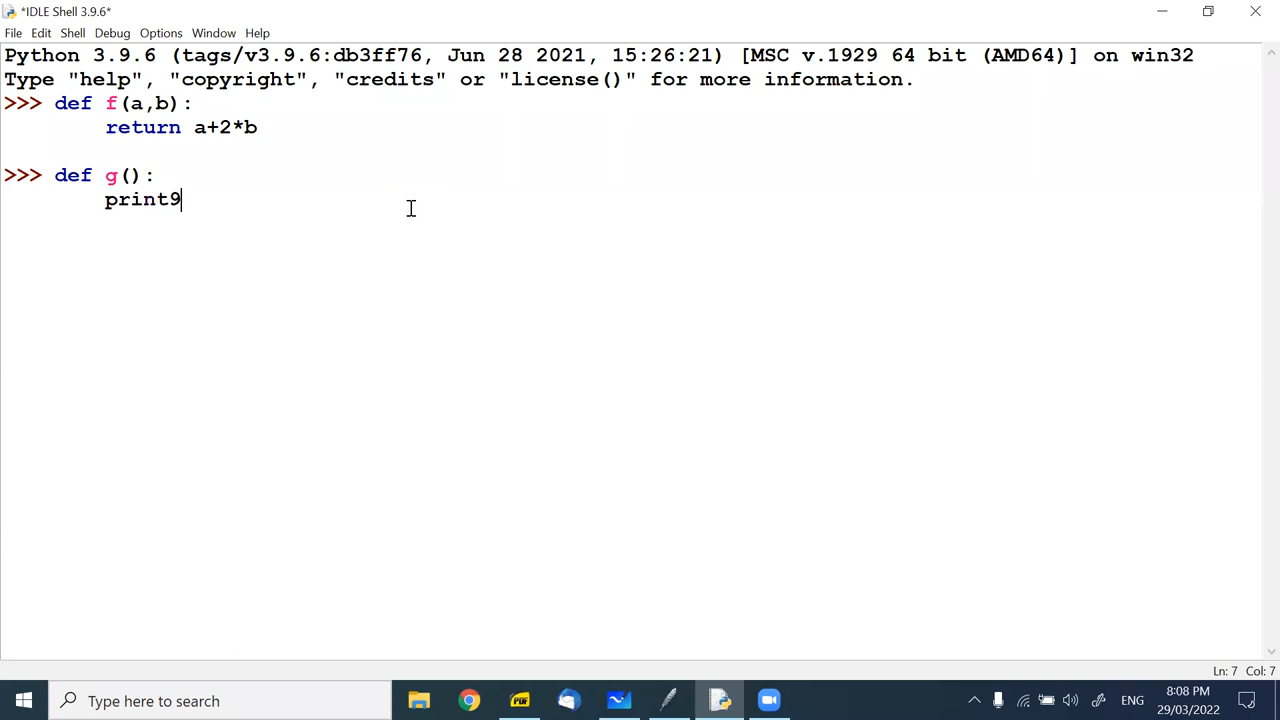 *IDLE Shell 3.9.6*
File Edit Shell Debug Options Window Help
Python 3.9.6 (tags/v3.9.6:db3ff76, Jun 28 2021, 15:26:21) [MSC v.1929 64 bit (AMD64)] on win32
Type "help", "copyright", "credits" or "license()" for more information.
>>> def f(a,b):
        return a+2*b
>>> def g():
        print9
Ln: 7 Col: 7
Type here to search
PDF
ENG
8:08 PM
29/03/2022